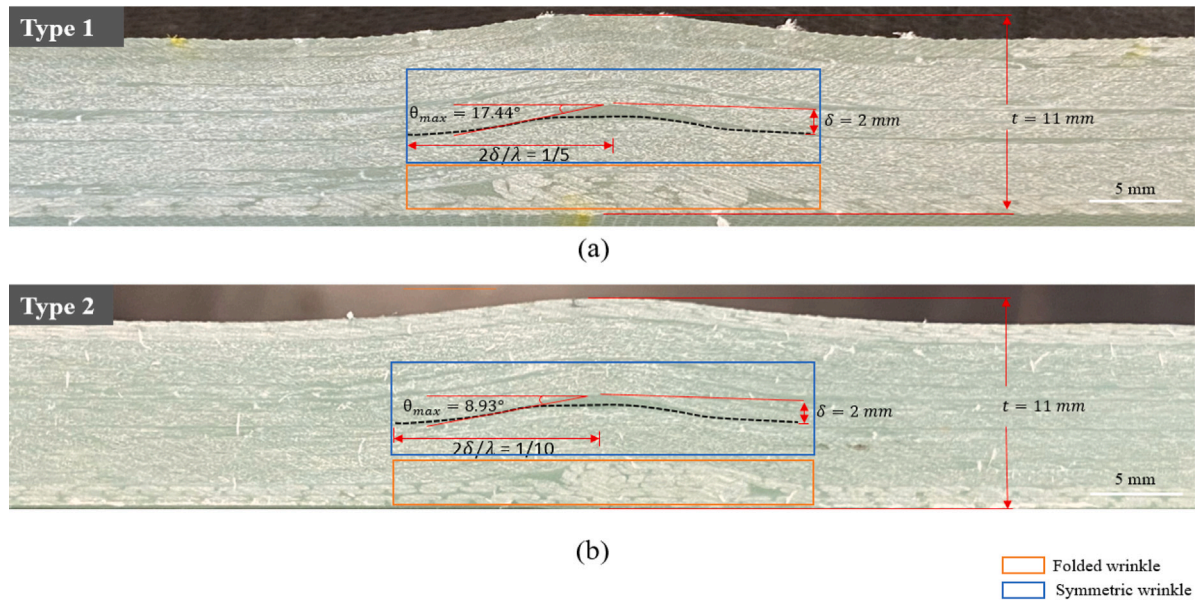 Type 1
θmax = 17.44°
δ = 2 mm
t = 11 mm
2δ/λ = 1/5
5 mm
(a)
Type 2
θmax = 8.93°
δ = 2 mm
t = 11 mm
2δ/λ = 1/10
5 mm
(b)
Folded wrinkle
Symmetric wrinkle